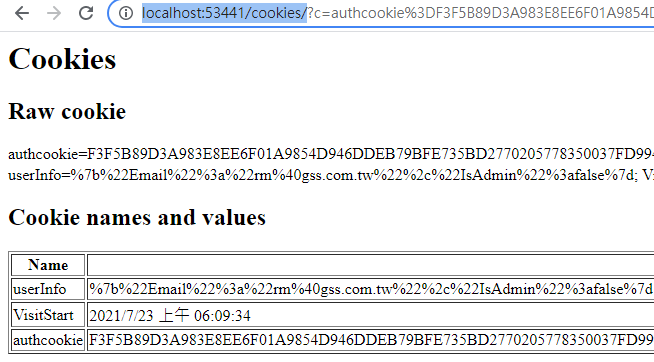 localhost:53441/cookies/?c=authcookie%3DF3F5B89D3A983E8EE6F01A9854D
Cookies
Raw cookie
authcookie=F3F5B89D3A983E8EE6F01A9854D946DDEB79BFE735BD2770205778350037FD994
userInfo=%7b%22Email%22%3a%22rm%40gss.com.tw%22%2c%22IsAdmin%22%3afalse%7d; Vi
Cookie names and values
Name
userInfo %7b%22Email%22%3a%22rm%40gss.com.tw%22%2c%22IsAdmin%22%3afalse%7d
VisitStart 2021/7/23 上午 06:09:34
authcookie F3F5B89D3A983E8EE6F01A9854D946DDEB79BFE735BD2770205778350037FD99